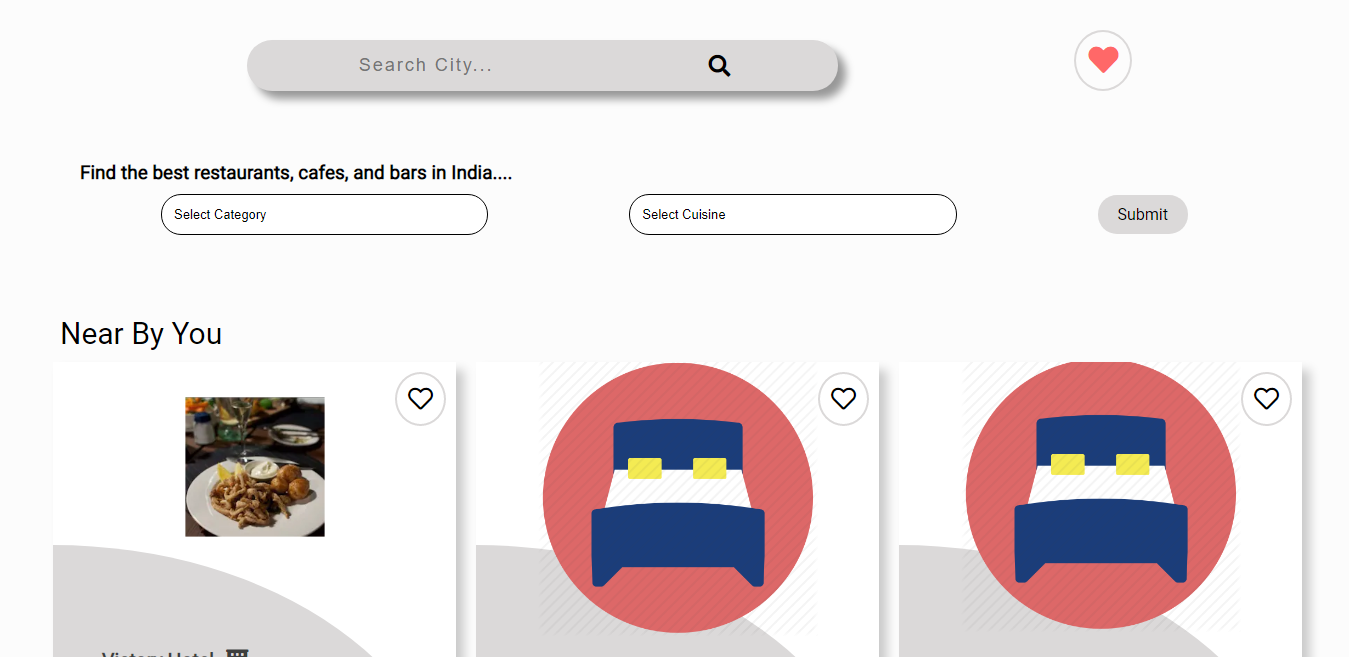 Search City...
Find the best restaurants, cafes, and bars in India....
Select Category
Select Cuisine
Submit
Near By You
Victory Hotel